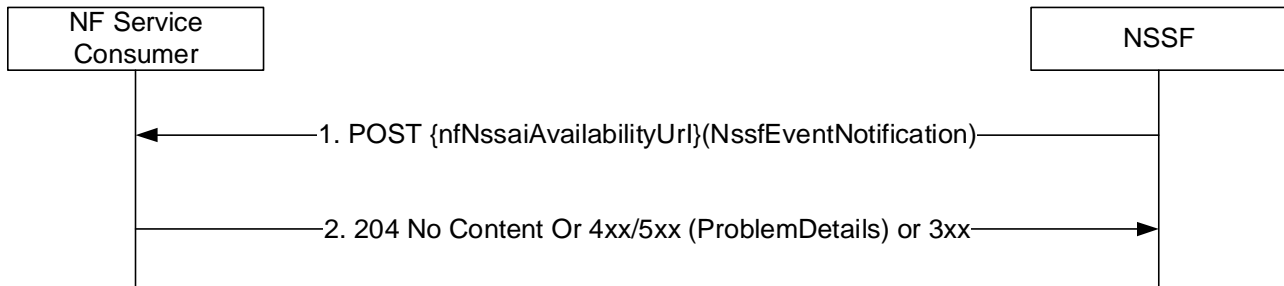 NF Service
Consumer
NSSF
1. POST {nfNssaiAvailabilityUrl}(NssfEventNotification)
2. 204 No Content Or 4xx/5xx (ProblemDetails) or 3xx